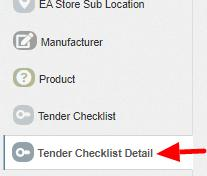 EA Store Sub Location
Manufacturer
Product
Tender Checklist
Tender Checklist Detail